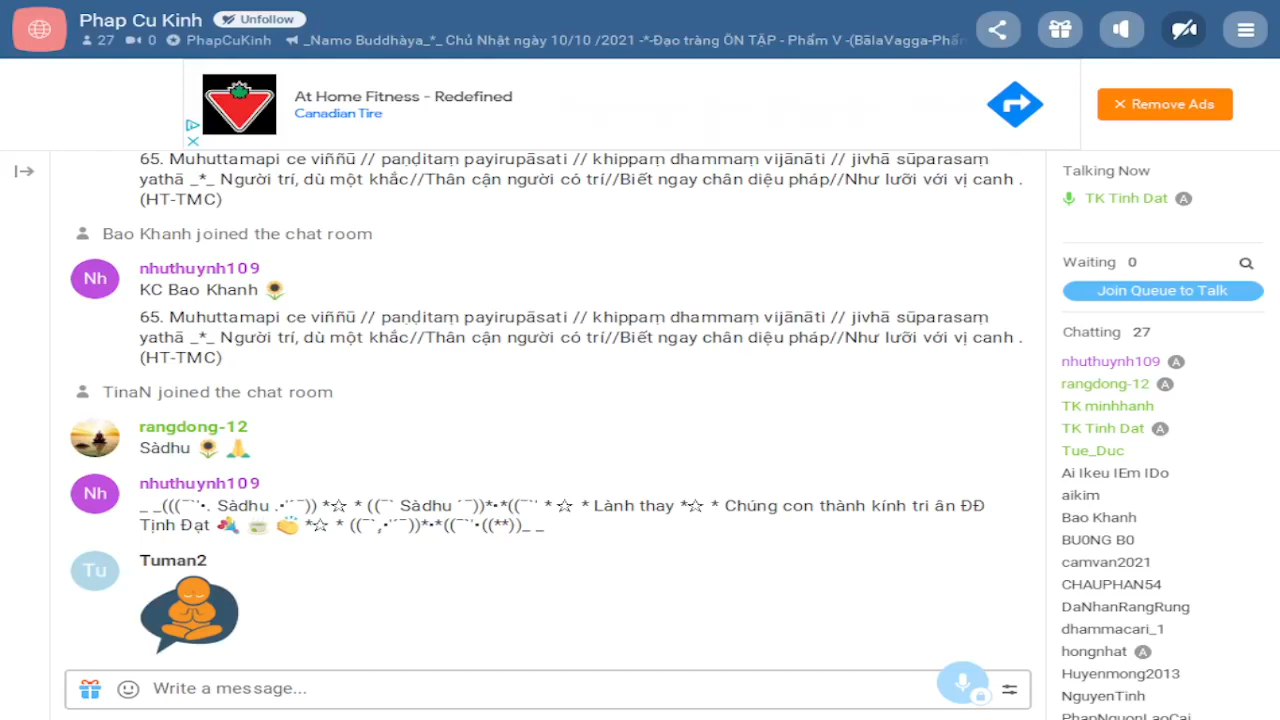 Phap Cu Kinh Unfollow
27 0 PhapCuKinh _Namo Buddhàya_*_ Chủ Nhật ngày 10/10 /2021 -*-Đạo tràng ÔN TẬP - Phẩm V -(BālaVagga-Phẩm
At Home Fitness - Redefined
Canadian Tire
Remove Ads
65. Muhuttamapi ce viññū // paṇḍitaṃ payirupāsati // khippaṃ dhammaṃ vijānāti // jivhā sūparasaṃ
yathā _*_ Người trí, dù một khắc//Thân cận người có trí//Biết ngay chân diệu pháp//Như lưỡi với vị canh .
(HT-TMC)
Bao Khanh joined the chat room
Nh
nhuthuynh109
KC Bao Khanh 🌻
65. Muhuttamapi ce viññū // paṇḍitaṃ payirupāsati // khippaṃ dhammaṃ vijānāti // jivhā sūparasaṃ
yathā _*_ Người trí, dù một khắc//Thân cận người có trí//Biết ngay chân diệu pháp//Như lưỡi với vị canh .
(HT-TMC)
TinaN joined the chat room
rangdong-12
Sàdhu 🌻 🙏
Nh
nhuthuynh109
_ _(((¯`'•. Sàdhu .•'´¯)) *☆ * ((¯` Sàdhu ´¯))*•*((¯`' * ☆ * Lành thay *☆ * Chúng con thành kính tri ân ĐĐ
Tịnh Đạt 💐 🍵 👏 *☆ * ((¯`¸•'´¯))*•*((¯`'•((**))_ _
Tu
Tuman2
Write a message...
Talking Now
TK Tinh Dat A
Waiting 0
Join Queue to Talk
Chatting 27
nhuthuynh109 A
rangdong-12 A
TK minhhanh
TK Tinh Dat A
Tue_Duc
Ai Ikeu IEm IDo
aikim
Bao Khanh
BU0NG B0
camvan2021
CHAUPHAN54
DaNhanRangRung
dhammacari_1
hongnhat A
Huyenmong2013
NguyenTinh
PhapNguonLaoCai